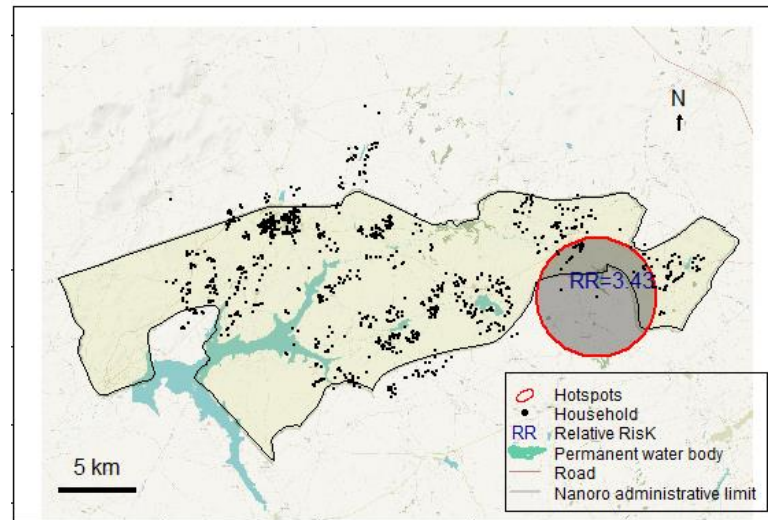 N
RR=3.43
Hotspots
Household
RR Relative RisK
Permanent water body
Road
Nanoro administrative limit
5 km